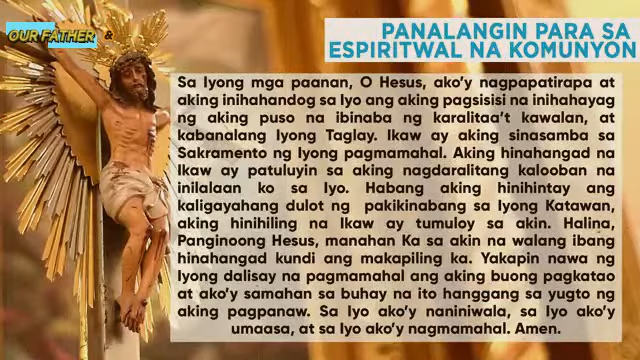 OUR FATHER &
PANALANGIN PARA SA
ESPIRITWAL NA KOMUNYON
Sa Iyong mga paanan, O Hesus, ako'y nagpapatirapa at
aking inihahandog sa Iyo ang aking pagsisisi na inihahayag
ng aking puso na ibinaba ng karalitaa't kawalan, at
kabanalang Iyong Taglay. Ikaw ay aking sinasamba sa
Sakramento ng Iyong pagmamahal. Aking hinahangad na
Ikaw ay patuluyin sa aking nagdaralitang kalooban na
inilalaan ko sa Iyo. Habang aking hinihintay ang
kaligayahang dulot ng pakikinabang sa Iyong Katawan,
aking hinihiling na Ikaw ay tumuloy sa akin. Halina,
Panginoong Hesus, manahan Ka sa akin na walang ibang
hinahangad kundi ang makapiling ka. Yakapin nawa ng
Iyong dalisay na pagmamahal ang aking buong pagkatao
at ako'y samahan sa buhay na ito hanggang sa yugto ng
aking pagpanaw. Sa Iyo ako'y naniniwala, sa Iyo ako'y
umaasa, at sa Iyo ako'y nagmamahal. Amen.